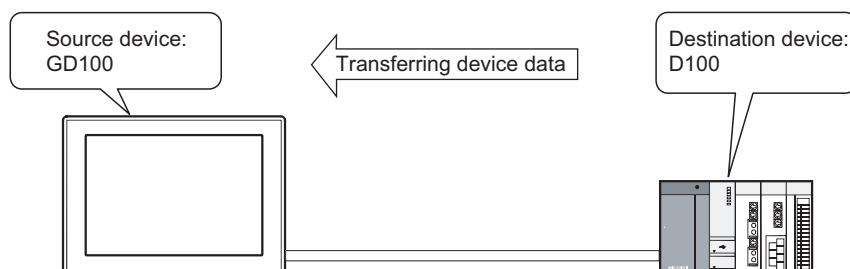 Source device:
GD100
Transferring device data
Destination device:
D100